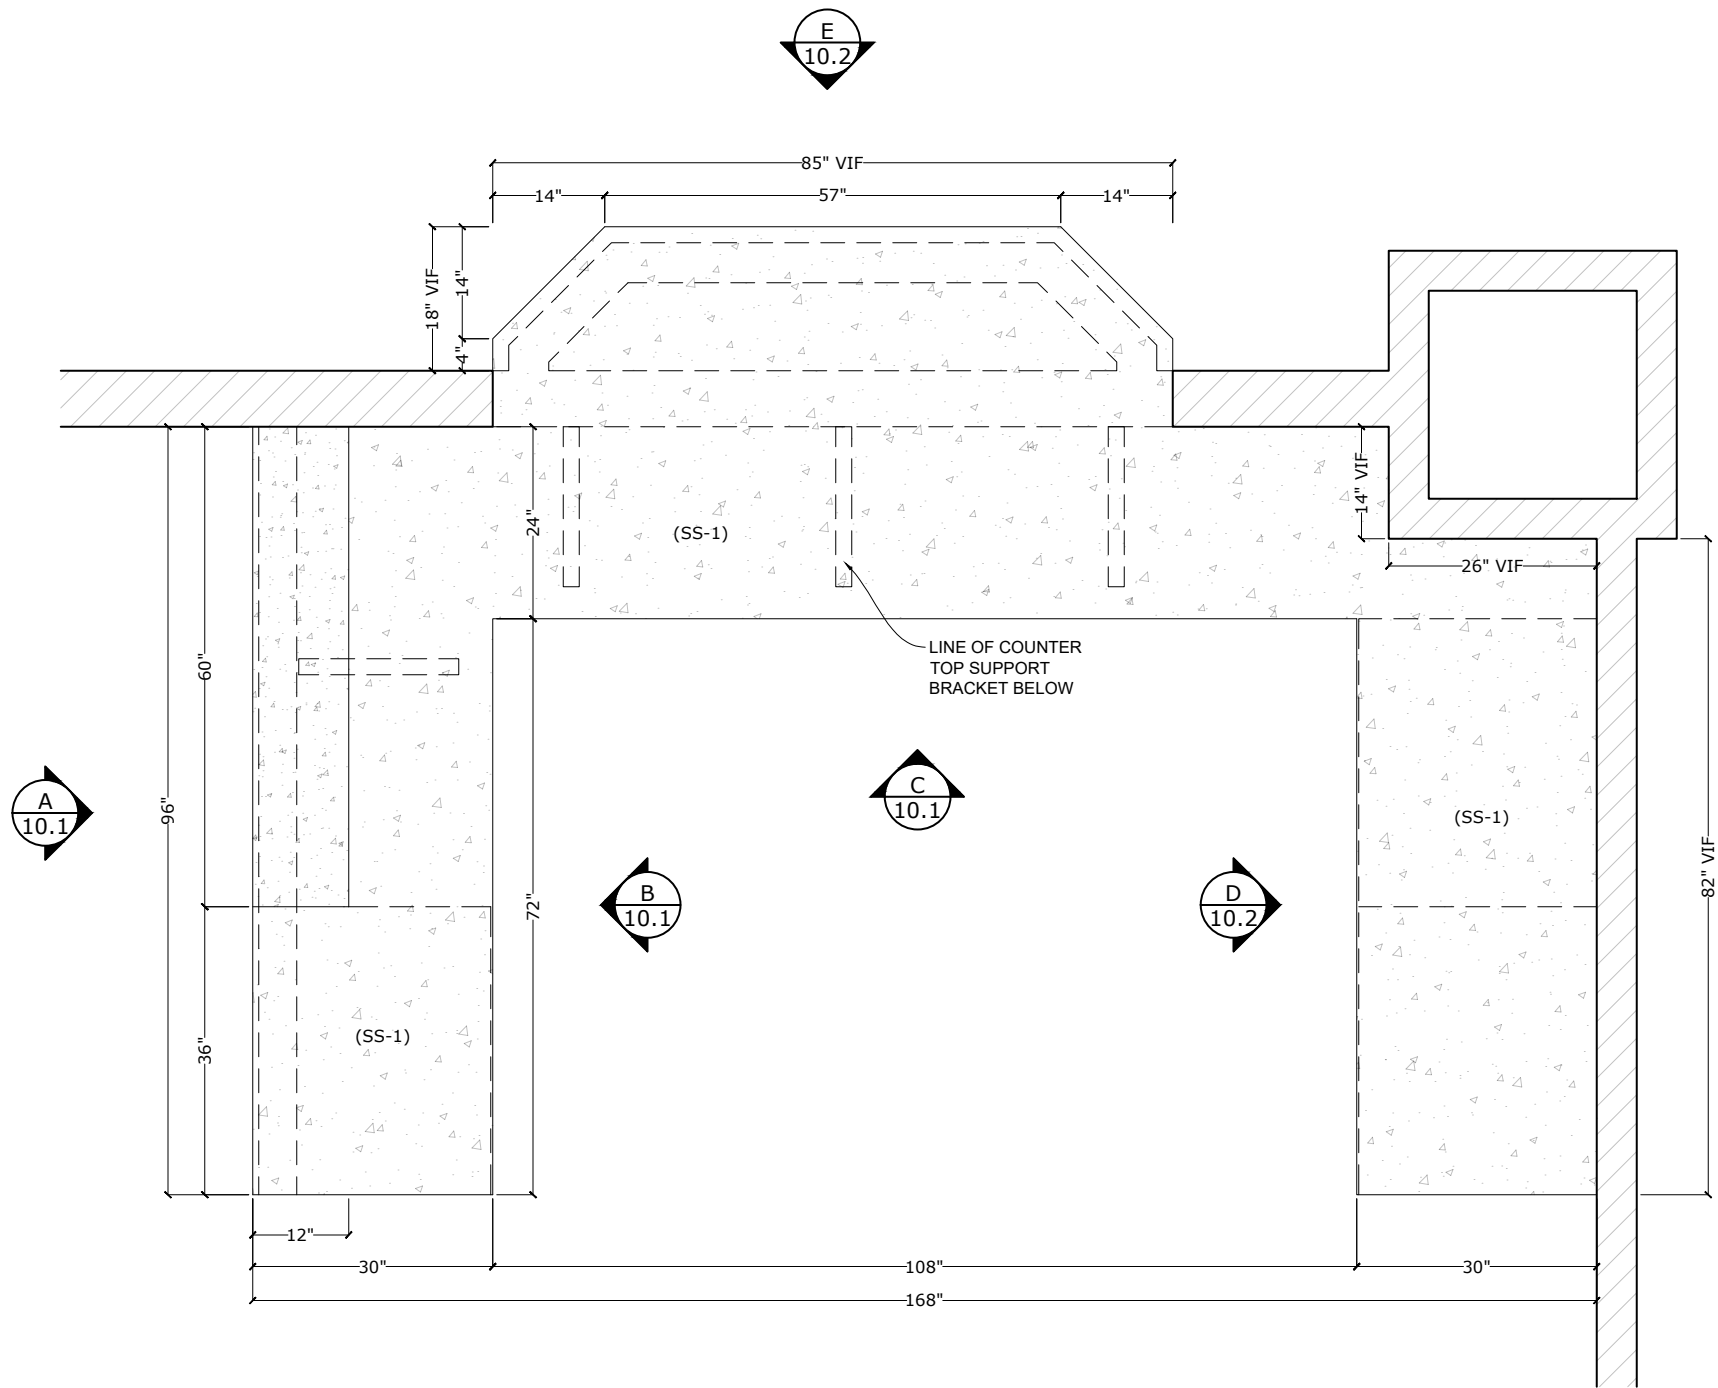 E
10.2
85" VIF
14"
57"
14"
18" VIF
14"
4"
24"
(SS-1)
14" VIF
26" VIF
LINE OF COUNTER
TOP SUPPORT
BRACKET BELOW
60"
96"
A
10.1
C
10.1
(SS-1)
82" VIF
B
10.1
72"
D
10.2
36"
(SS-1)
12"
30"
108"
30"
168"